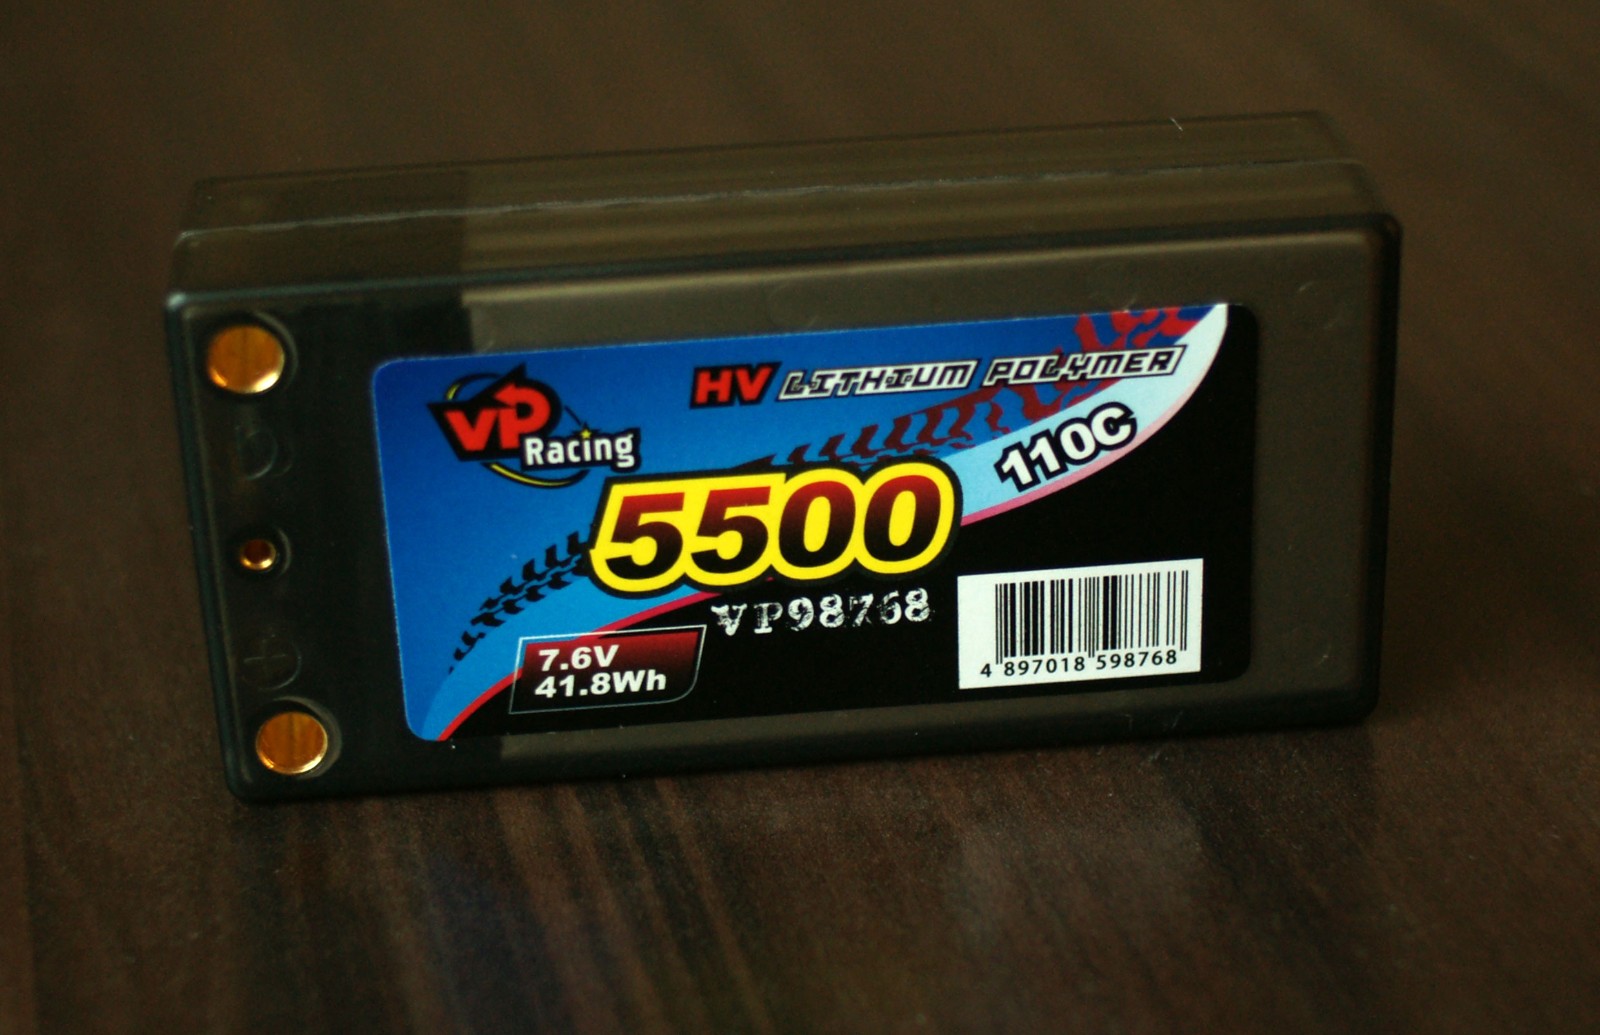 HV LITHIUM POLYMER
VP Racing
110C
5500
VP98768
7.6V
41.8Wh
4 897018 598768